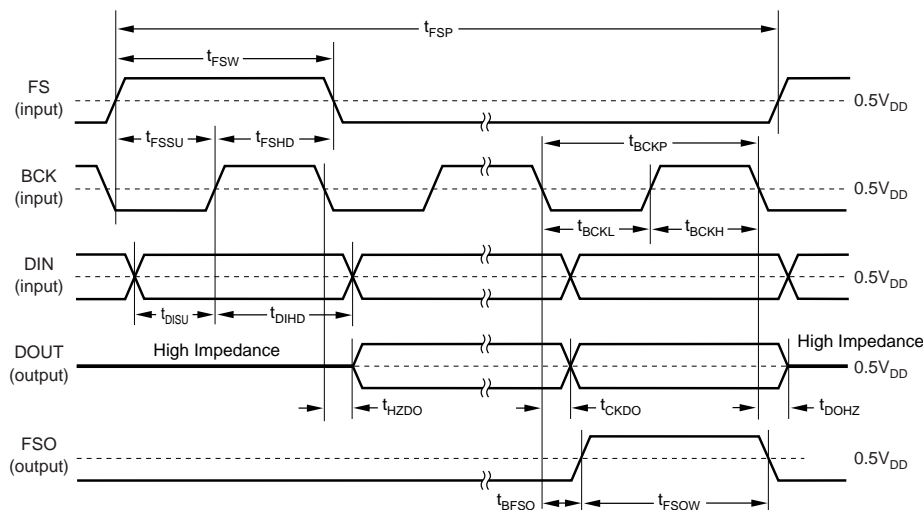 tFSP
tFSW
FS
(input)
0.5VDD
tFSSU
tFSHD
tBCKP
BCK
(input)
0.5VDD
tBCKL
tBCKH
DIN
(input)
0.5VDD
tDISU
tDIHD
DOUT
(output)
High Impedance
High Impedance
0.5VDD
tHZDO
tCKDO
tDOHZ
FSO
(output)
0.5VDD
tBFSO
tFSOW